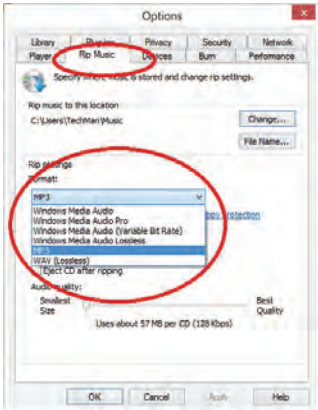 Options
Library Plug-ins Privacy Security Network
Player Rip Music Devices Burn Performance
Specify where music is stored and change rip settings.
Rip music to this location
C:\Users\TechMan\Music
Change...
File Name...
Rip settings
Format:
MP3
Windows Media Audio
Windows Media Audio Pro
Windows Media Audio (Variable Bit Rate)
Windows Media Audio Lossless
MP3
WAV (Lossless)
copy protection
Eject CD after ripping
Audio quality:
Smallest Size
Best Quality
Uses about 57 MB per CD (128 Kbps)
OK Cancel Apply Help